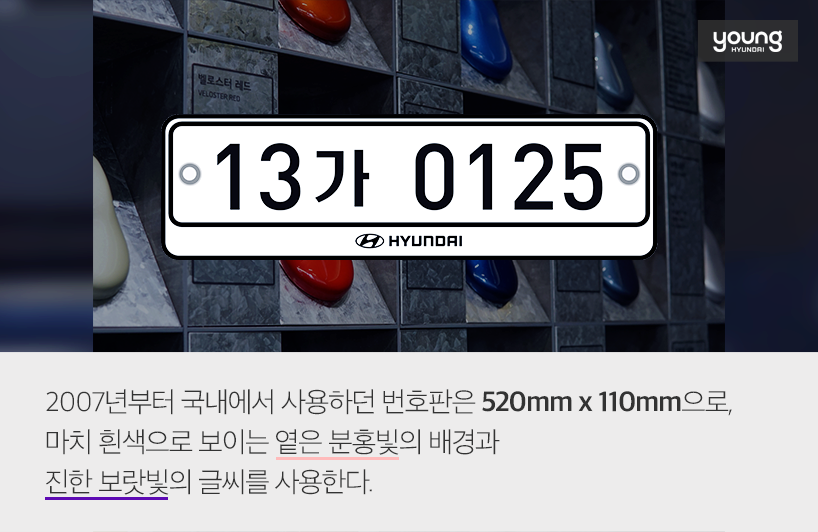 young
HYUNDAI
벨로스터 레드
VELOSTER RED
13가 0125
HYUNDAI
2007년부터 국내에서 사용하던 번호판은 520mm x 110mm으로,
마치 흰색으로 보이는 옅은 분홍빛의 배경과
진한 보랏빛의 글씨를 사용한다.